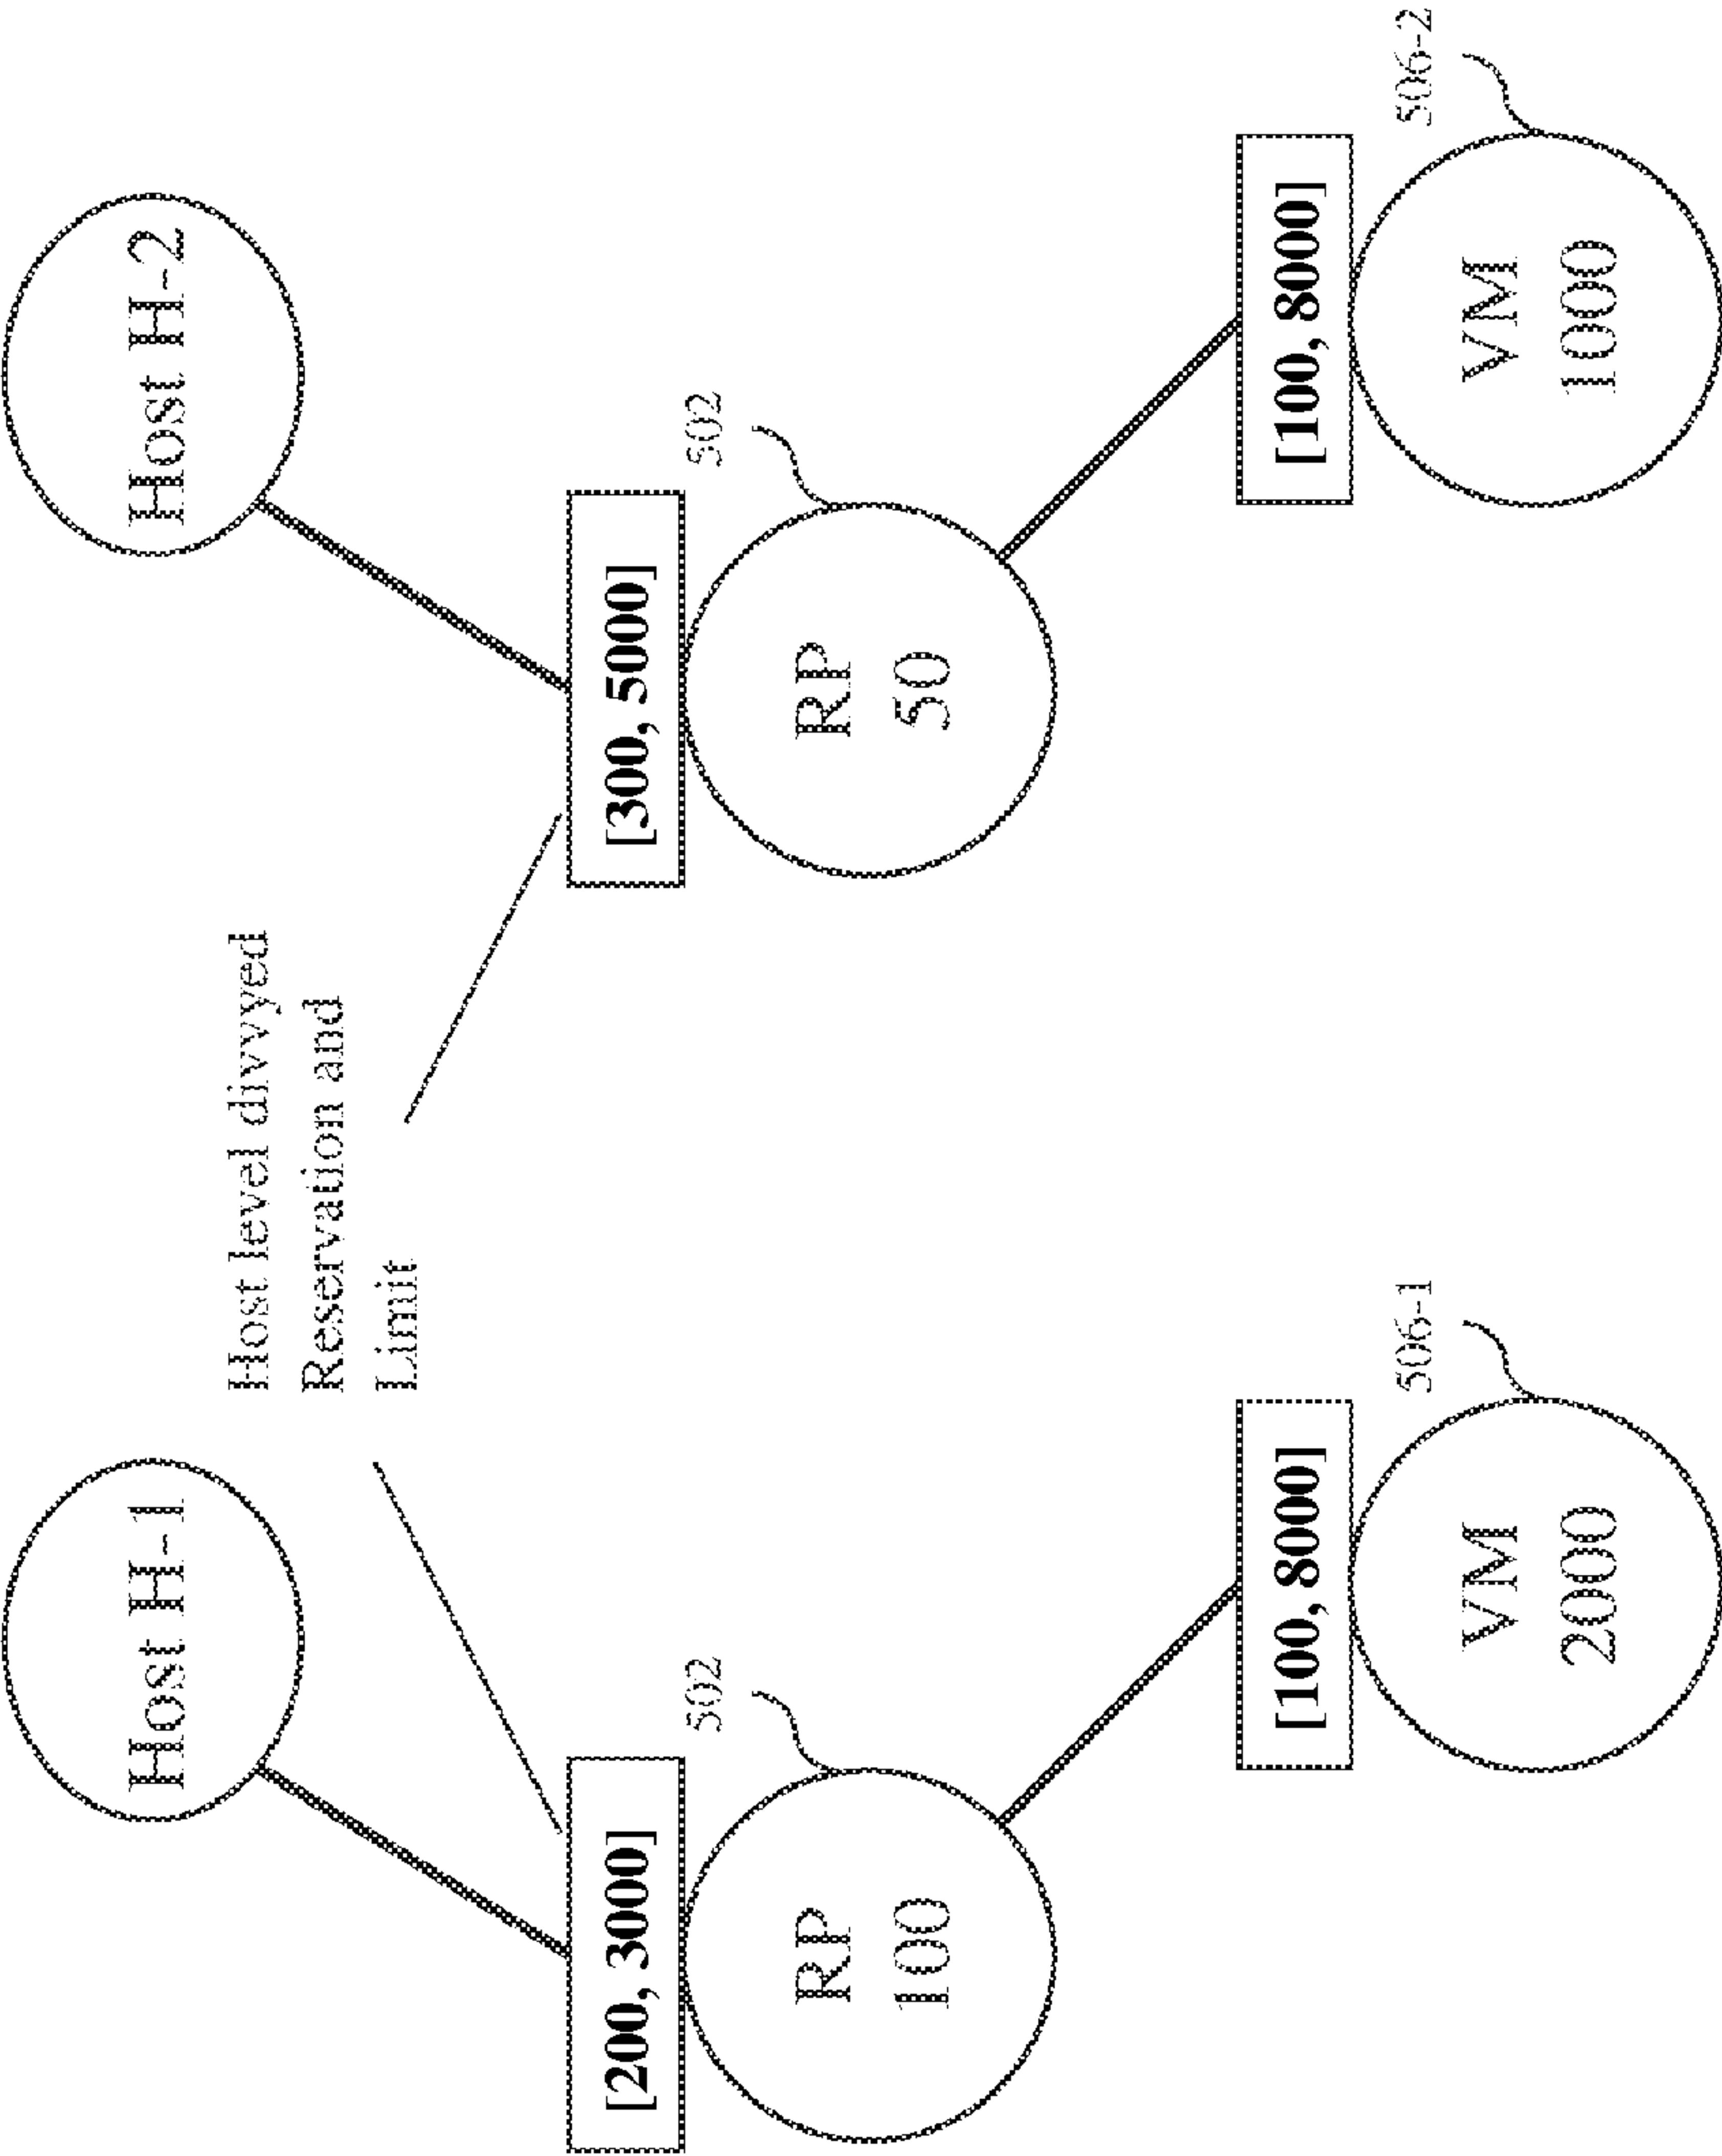 Host H-1
Host H-2
Host level divvyed
Reservation and
Limit
[200, 3000]
502
RP
100
[300, 5000]
502
RP
50
[100, 8000]
506-1
VM
2000
[100, 8000]
506-2
VM
1000